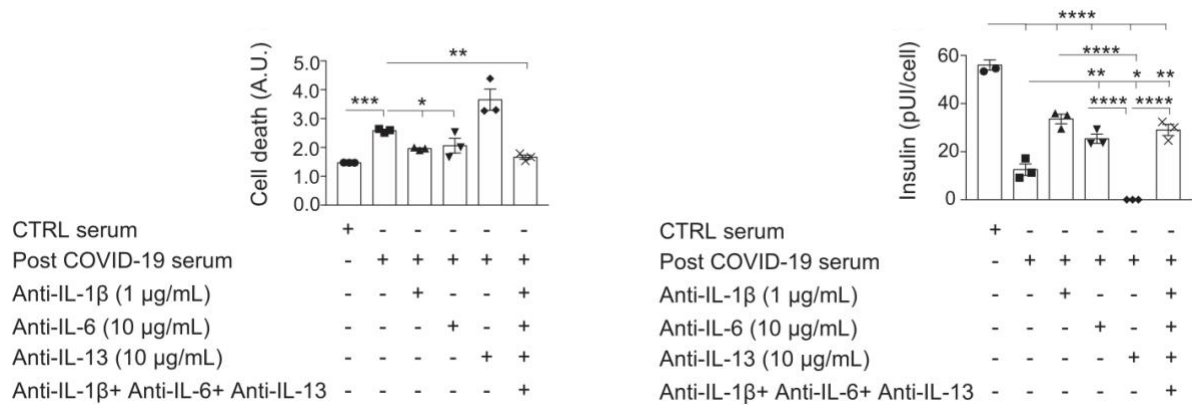 Cell death (A.U.)
5.0
4.0
3.0
2.0
1.0
0.0
*** * **
CTRL serum + - - - - -
Post COVID-19 serum - + + + + +
Anti-IL-1β (1 µg/mL) - - + - - +
Anti-IL-6 (10 µg/mL) - - - + - +
Anti-IL-13 (10 µg/mL) - - - - + +
Anti-IL-1β+ Anti-IL-6+ Anti-IL-13 - - - - - +
Insulin (pUI/cell)
60
40
20
0
****
****
** * **
**** ****
CTRL serum + - - - - -
Post COVID-19 serum - + + + + +
Anti-IL-1β (1 µg/mL) - - + - - +
Anti-IL-6 (10 µg/mL) - - - + - +
Anti-IL-13 (10 µg/mL) - - - - + +
Anti-IL-1β+ Anti-IL-6+ Anti-IL-13 - - - - - +